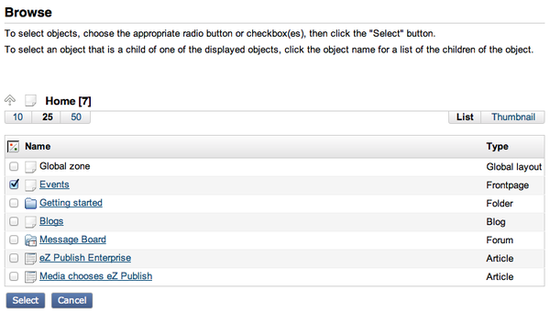 Browse
To select objects, choose the appropriate radio button or checkbox(es), then click the "Select" button.
To select an object that is a child of one of the displayed objects, click the object name for a list of the children of the object.
Home [7]
10 25 50 List Thumbnail
Name Type
Global zone Global layout
Events Frontpage
Getting started Folder
Blogs Blog
Message Board Forum
eZ Publish Enterprise Article
Media chooses eZ Publish Article
Select Cancel